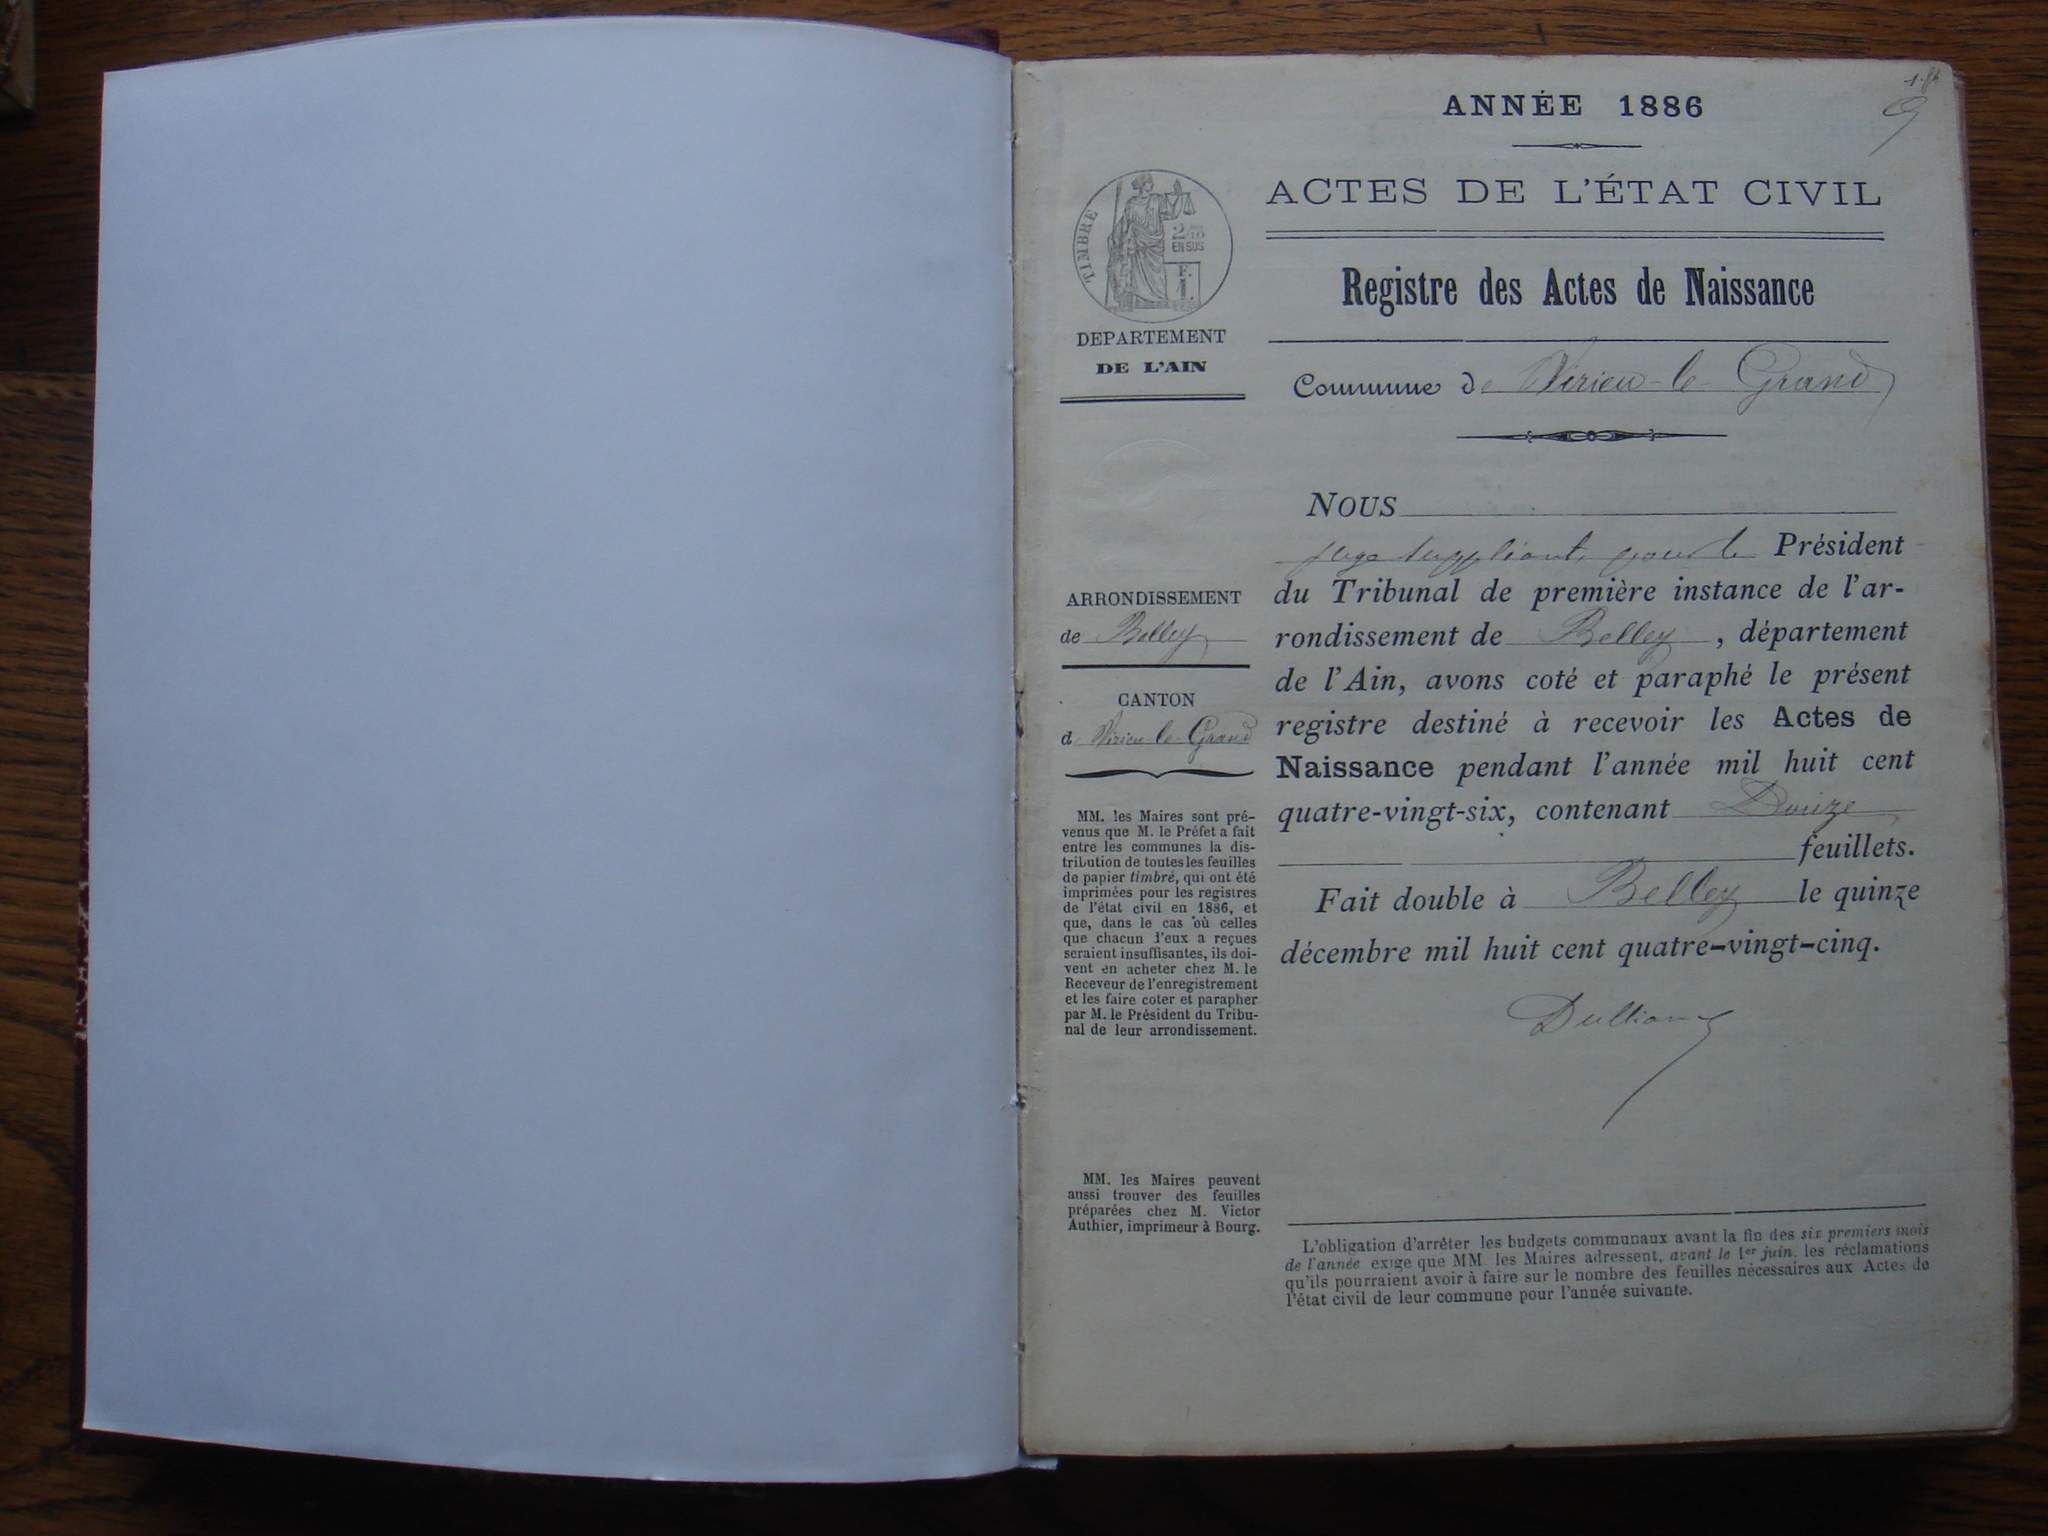 ANNÉE 1886
ACTES DE L'ÉTAT CIVIL
Registre des Actes de Naissance
Commune de Virieu-le-Grand
TIMBRE
2/10
EN SUS
F.
1.
DEPARTEMENT
DE L'AIN
ARRONDISSEMENT
de Belley
CANTON
d Virieu-le-Grand
MM. les Maires sont pré-
venus que M. le Préfet a fait
entre les communes la dis-
tribution de toutes les feuilles
de papier timbré, qui ont été
imprimées pour les registres
de l'état civil en 1886, et
que, dans le cas où celles
que chacun d'eux a reçues
seraient insuffisantes, ils doi-
vent en acheter chez M. le
Receveur de l'enregistrement
et les faire coter et parapher
par M. le Président du Tribu-
nal de leur arrondissement.
MM. les Maires peuvent
aussi trouver des feuilles
préparées chez M. Victor
Authier, imprimeur à Bourg.
NOUS
juge suppléant, pour le Président
du Tribunal de première instance de l'ar-
rondissement de Belley, département
de l'Ain, avons coté et paraphé le présent
registre destiné à recevoir les Actes de
Naissance pendant l'année mil huit cent
quatre-vingt-six, contenant Douze
feuillets.
Fait double à Belley le quinze
décembre mil huit cent quatre-vingt-cinq.
L'obligation d'arrêter les budgets communaux avant la fin des six premiers mois
de l'année exige que MM. les Maires adressent, avant le 1er juin, les réclamations
qu'ils pourraient avoir à faire sur le nombre des feuilles nécessaires aux Actes de
l'état civil de leur commune pour l'année suivante.